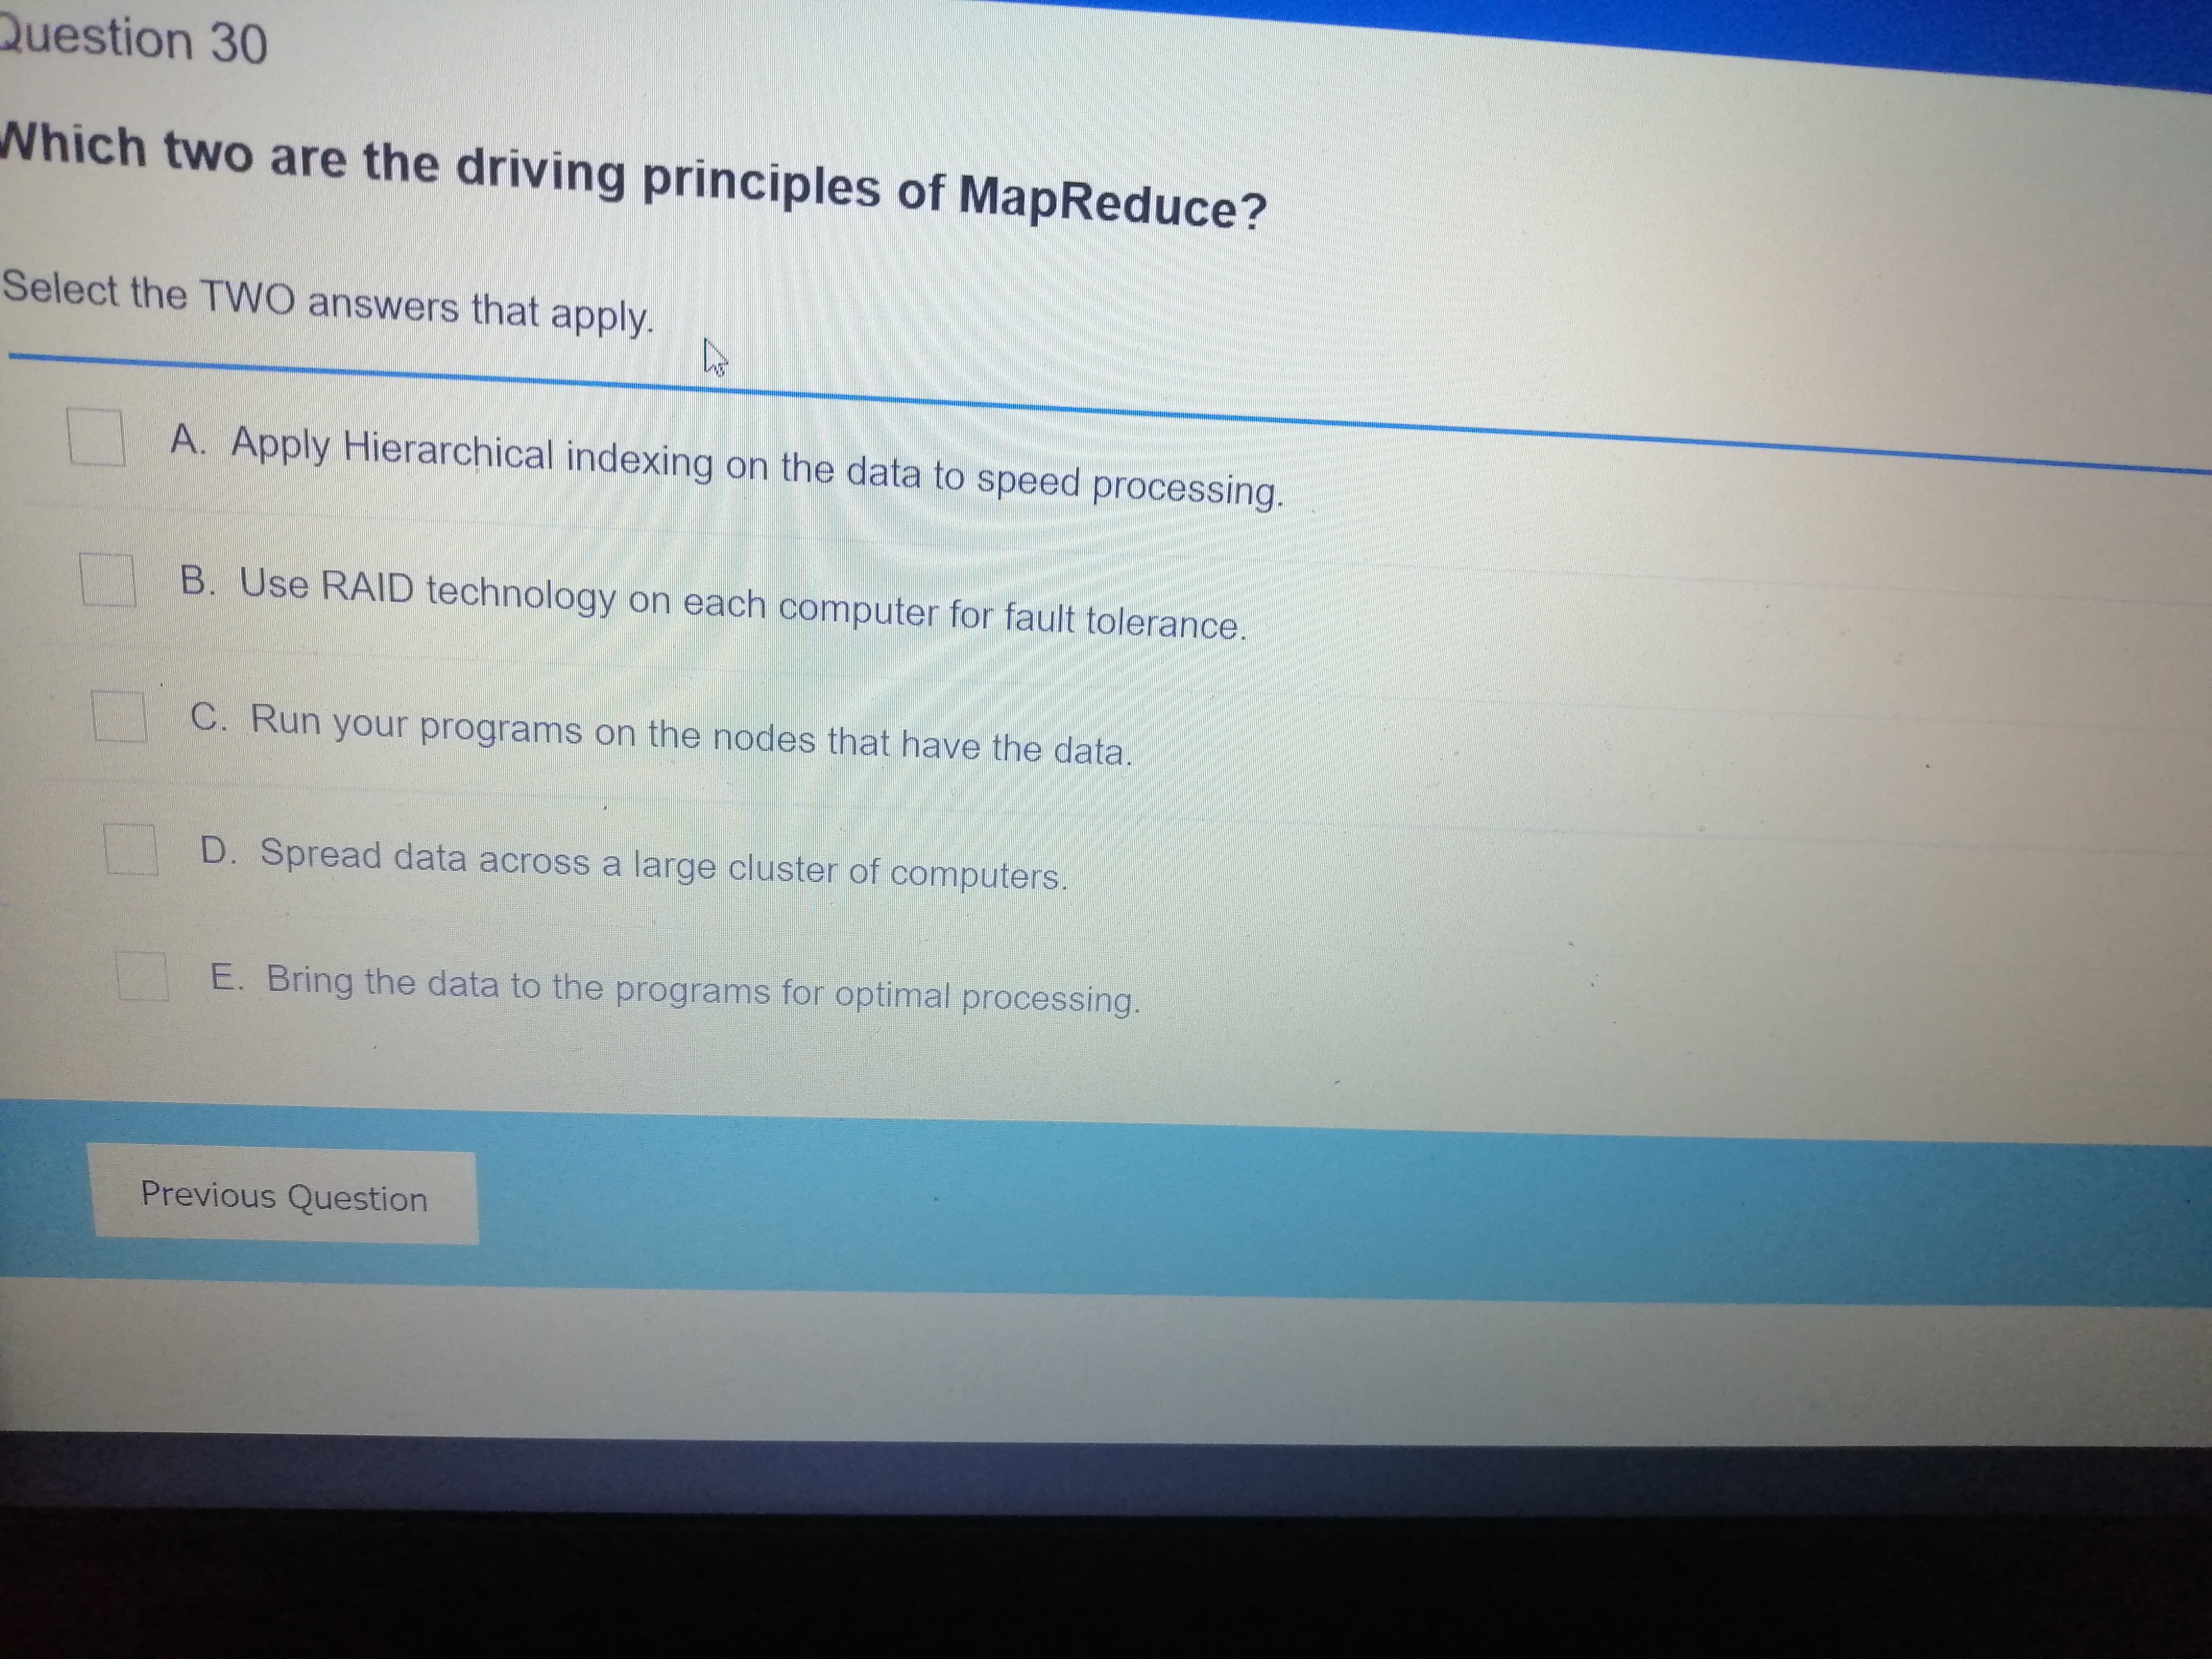 Question 30
Which two are the driving principles of MapReduce?
Select the TWO answers that apply.
A. Apply Hierarchical indexing on the data to speed processing.
B. Use RAID technology on each computer for fault tolerance.
C. Run your programs on the nodes that have the data.
D. Spread data across a large cluster of computers.
E. Bring the data to the programs for optimal processing.
Previous Question